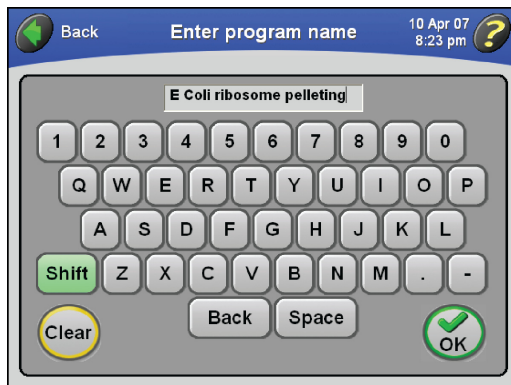 Back Enter program name 10 Apr 07
8:23 pm ?
E Coli ribosome pelleting
1 2 3 4 5 6 7 8 9 0
Q W E R T Y U I O P
A S D F G H J K L
Shift Z X C V B N M . -
Clear Back Space OK